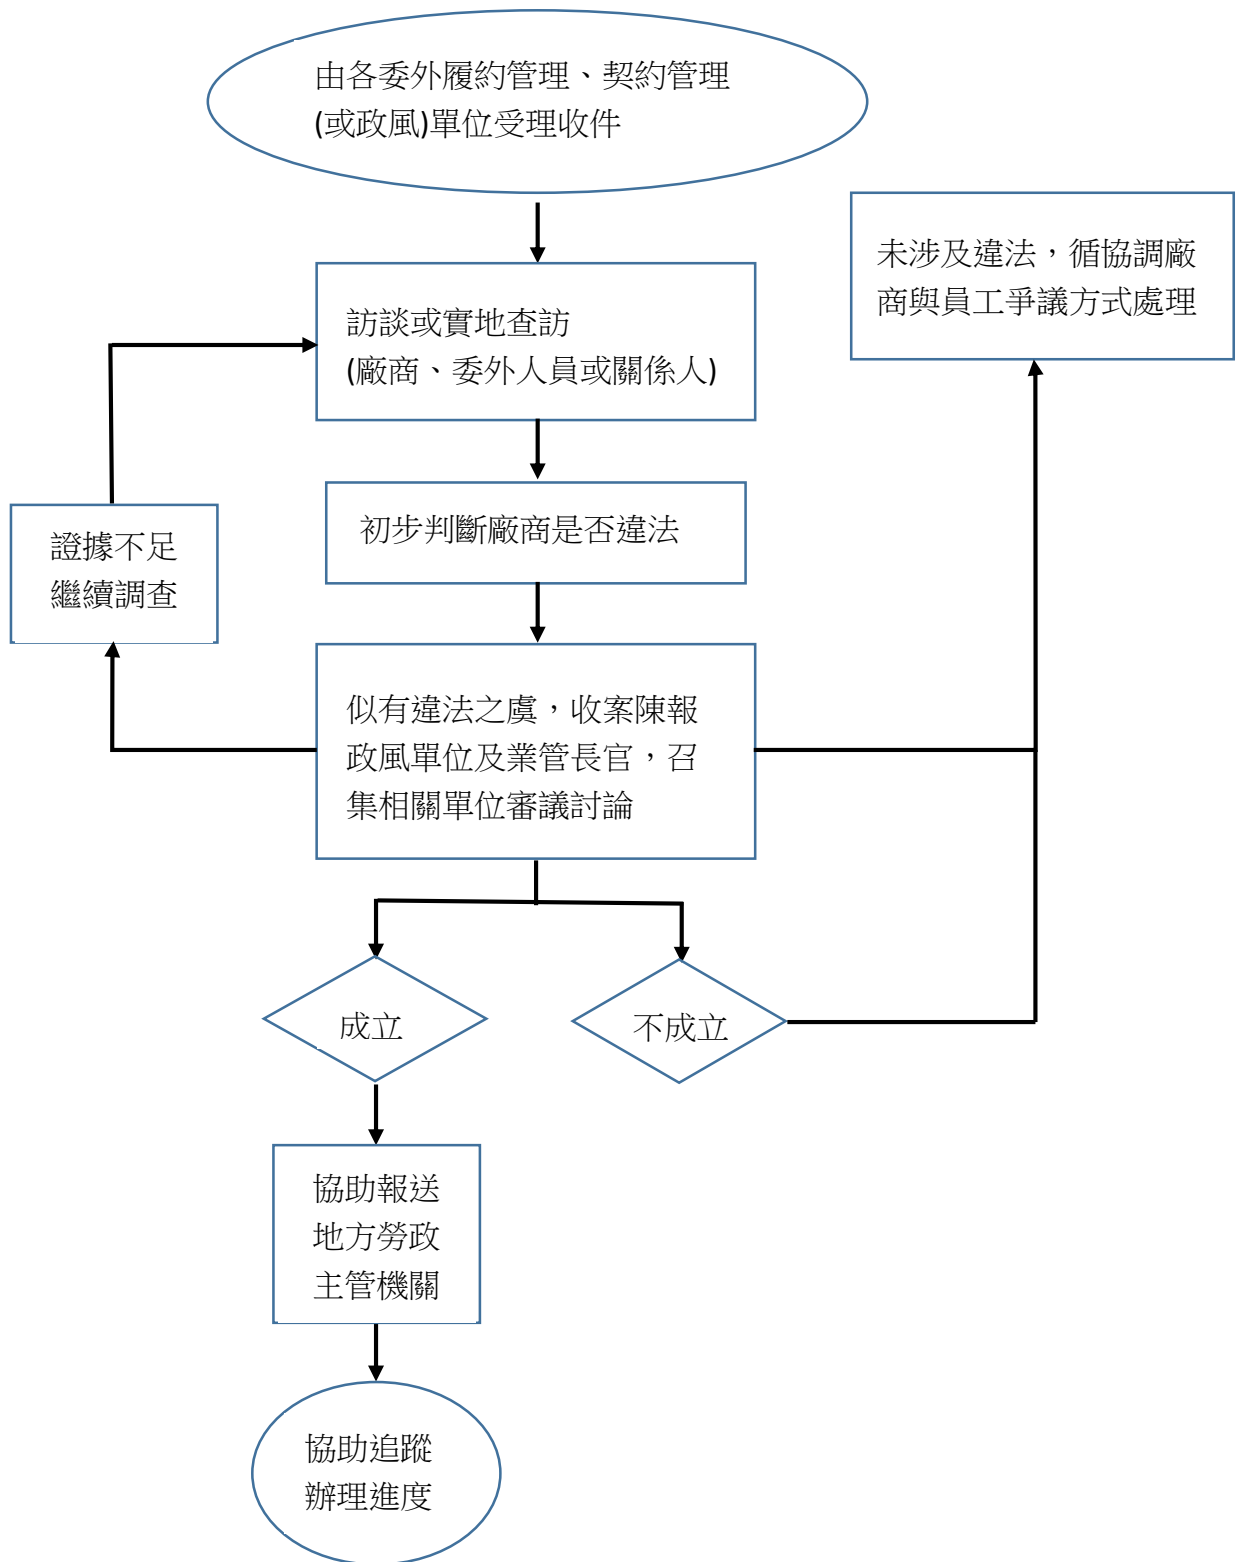 由各委外履約管理、契約管理
(或政風)單位受理收件
未涉及違法，循協調廠
商與員工爭議方式處理
訪談或實地查訪
(廠商、委外人員或關係人)
證據不足
繼續調查
初步判斷廠商是否違法
似有違法之虞，收案陳報
政風單位及業管長官，召
集相關單位審議討論
成立
不成立
協助報送
地方勞政
主管機關
協助追蹤
辦理進度